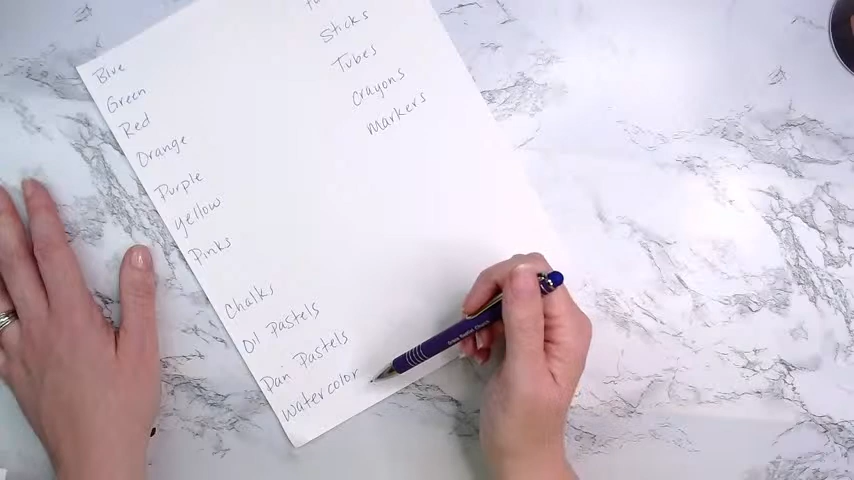 Blue
Green
Red
Orange
Purple
Yellow
Pinks
Chalks
Oil Pastels
Pan Pastels
Watercolor
Sticks
Tubes
Crayons
Markers